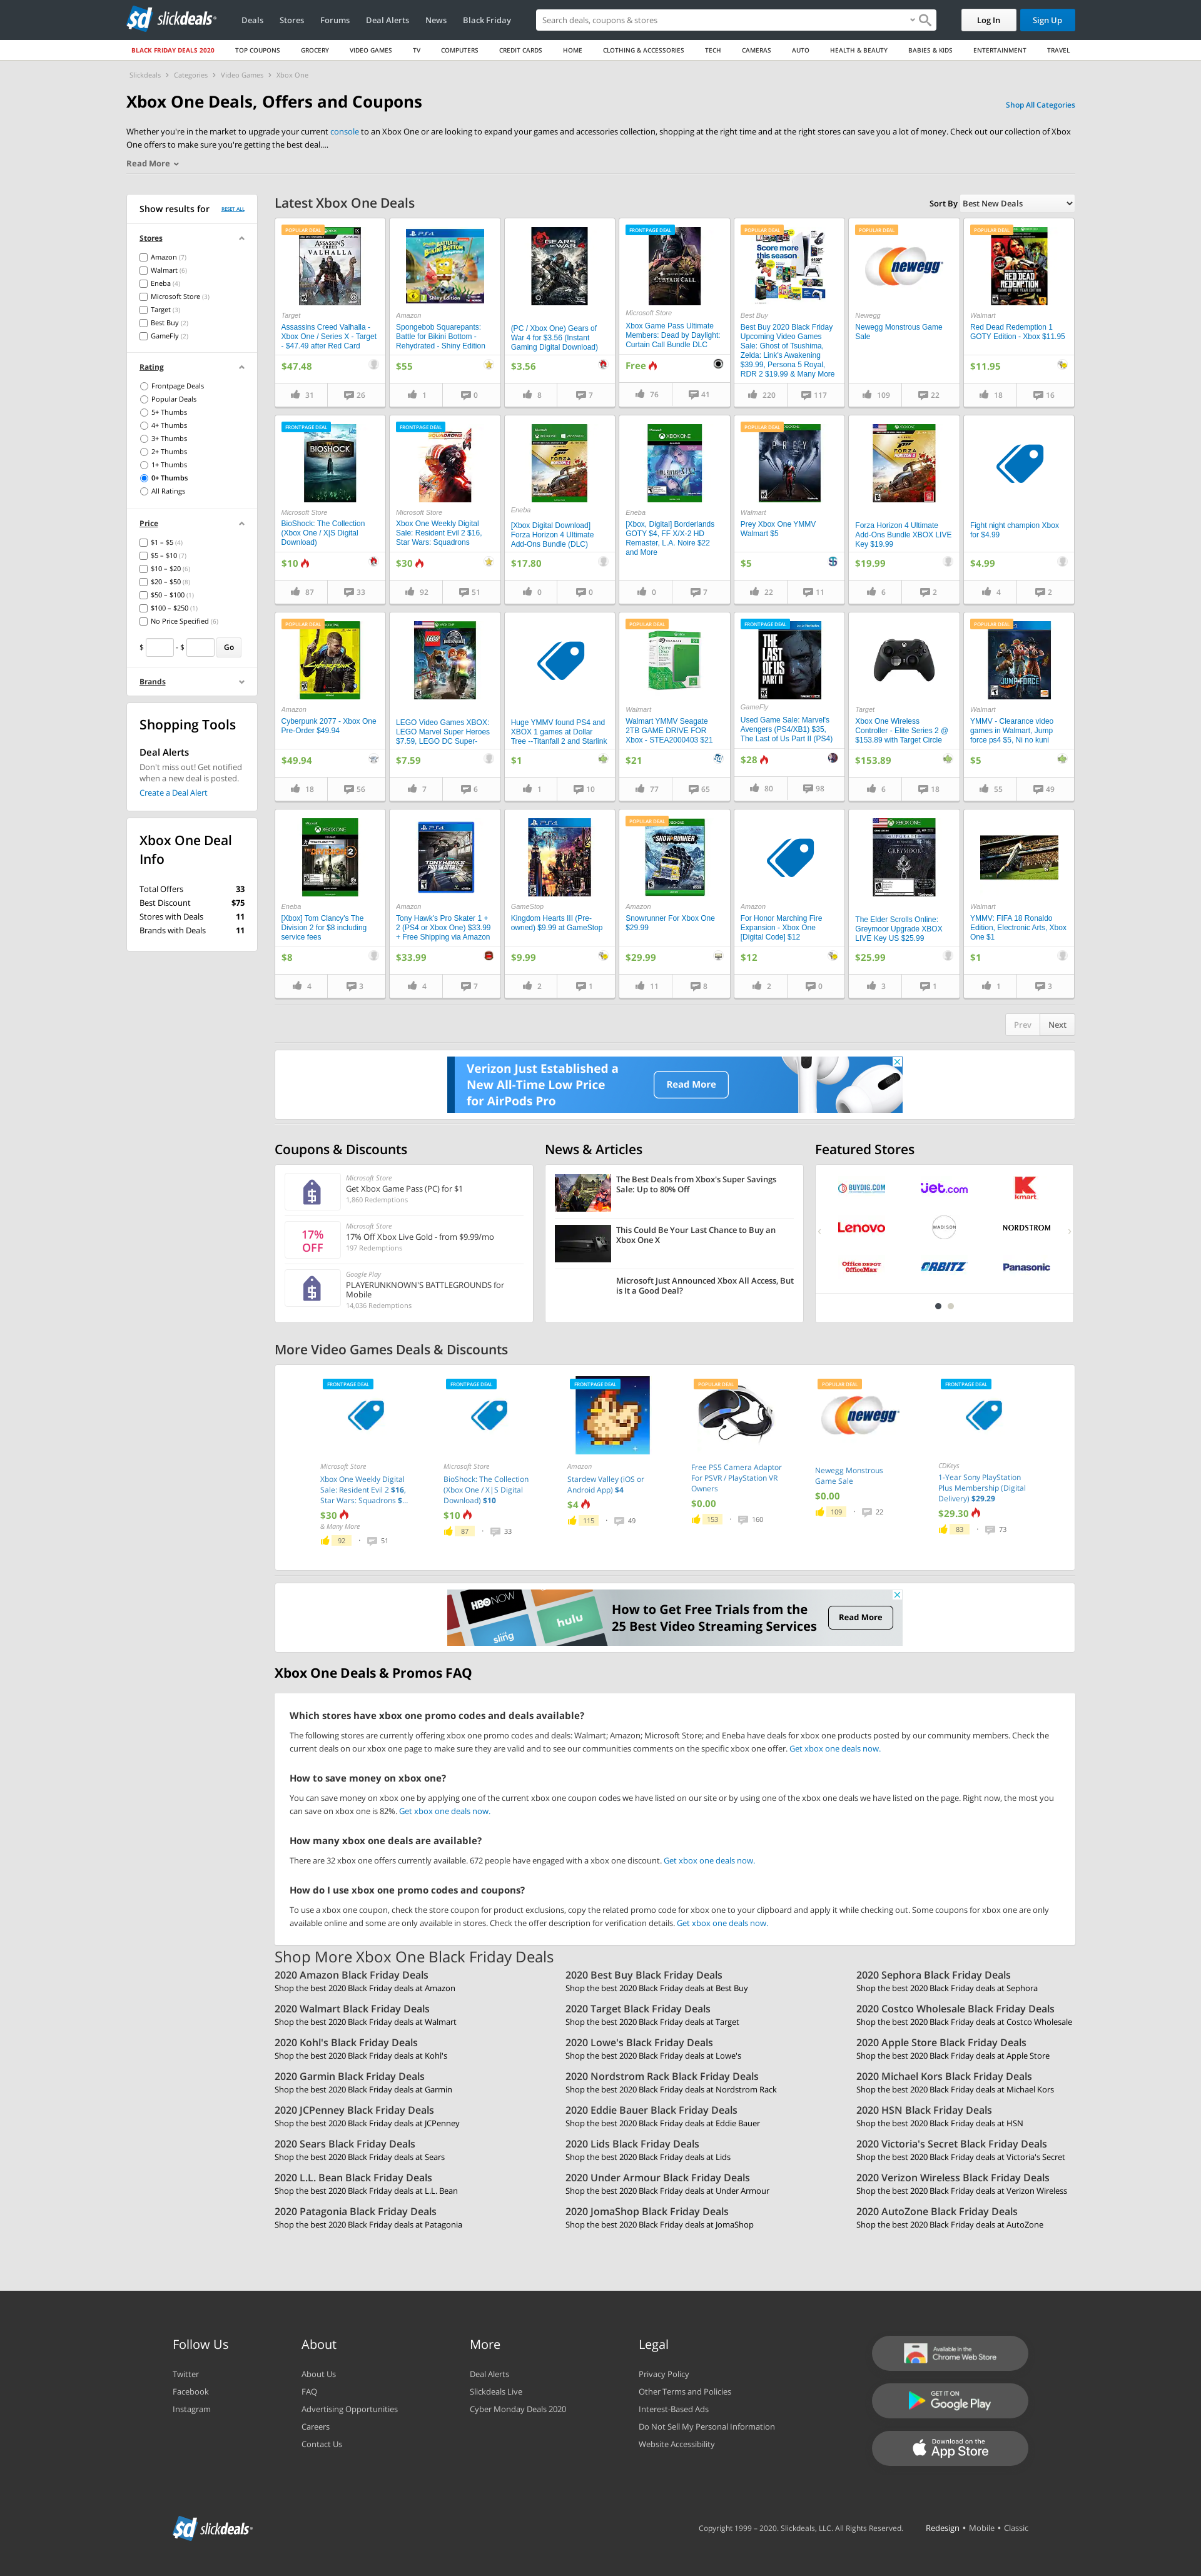 sd slickdeals
Deals Stores Forums Deal Alerts News Black Friday
Search deals, coupons & stores
Log In Sign Up
BLACK FRIDAY DEALS 2020 TOP COUPONS GROCERY VIDEO GAMES TV COMPUTERS CREDIT CARDS HOME CLOTHING & ACCESSORIES TECH CAMERAS AUTO HEALTH & BEAUTY BABIES & KIDS ENTERTAINMENT TRAVEL
Slickdeals > Categories > Video Games > Xbox One
Xbox One Deals, Offers and Coupons
Shop All Categories
Whether you're in the market to upgrade your current console to an Xbox One or are looking to expand your games and accessories collection, shopping at the right time and at the right stores can save you a lot of money. Check out our collection of Xbox
One offers to make sure you're getting the best deal....
Read More
Show results for RESET ALL
Stores
Amazon (7)
Walmart (6)
Eneba (4)
Microsoft Store (3)
Target (3)
Best Buy (2)
GameFly (2)
Rating
Frontpage Deals
Popular Deals
5+ Thumbs
4+ Thumbs
3+ Thumbs
2+ Thumbs
1+ Thumbs
0+ Thumbs
All Ratings
Price
$1 – $5 (4)
$5 – $10 (7)
$10 – $20 (6)
$20 – $50 (8)
$50 – $100 (1)
$100 – $250 (1)
No Price Specified (6)
$ - $ Go
Brands
Shopping Tools
Deal Alerts
Don't miss out! Get notified
when a new deal is posted.
Create a Deal Alert
Xbox One Deal
Info
Total Offers 33
Best Discount $75
Stores with Deals 11
Brands with Deals 11
Latest Xbox One Deals
Sort By Best New Deals
POPULAR DEAL
Target
Assassins Creed Valhalla -
Xbox One / Series X - Target
- $47.49 after Red Card
$47.48
31 26
Amazon
Spongebob Squarepants:
Battle for Bikini Bottom -
Rehydrated - Shiny Edition
$55
1 0
(PC / Xbox One) Gears of
War 4 for $3.56 (Instant
Gaming Digital Download)
$3.56
8 7
FRONTPAGE DEAL
Microsoft Store
Xbox Game Pass Ultimate
Members: Dead by Daylight:
Curtain Call Bundle DLC
Free
76 41
POPULAR DEAL
Best Buy
Best Buy 2020 Black Friday
Upcoming Video Games
Sale: Ghost of Tsushima,
Zelda: Link's Awakening
$39.99, Persona 5 Royal,
RDR 2 $19.99 & Many More
220 117
POPULAR DEAL
newegg
Newegg
Newegg Monstrous Game
Sale
109 22
POPULAR DEAL
Walmart
Red Dead Redemption 1
GOTY Edition - Xbox $11.95
$11.95
18 16
FRONTPAGE DEAL
Microsoft Store
BioShock: The Collection
(Xbox One / X|S Digital
Download)
$10
87 33
FRONTPAGE DEAL
Microsoft Store
Xbox One Weekly Digital
Sale: Resident Evil 2 $16,
Star Wars: Squadrons
$30
92 51
Eneba
[Xbox Digital Download]
Forza Horizon 4 Ultimate
Add-Ons Bundle (DLC)
$17.80
0 0
Eneba
[Xbox, Digital] Borderlands
GOTY $4, FF X/X-2 HD
Remaster, L.A. Noire $22
and More
0 7
POPULAR DEAL
Walmart
Prey Xbox One YMMV
Walmart $5
$5
22 11
Forza Horizon 4 Ultimate
Add-Ons Bundle XBOX LIVE
Key $19.99
$19.99
6 2
Fight night champion Xbox
for $4.99
$4.99
4 2
POPULAR DEAL
Amazon
Cyberpunk 2077 - Xbox One
Pre-Order $49.94
$49.94
18 56
LEGO Video Games XBOX:
LEGO Marvel Super Heroes
$7.59, LEGO DC Super-
$7.59
7 6
Huge YMMV found PS4 and
XBOX 1 games at Dollar
Tree --Titanfall 2 and Starlink
$1
1 10
POPULAR DEAL
Walmart
Walmart YMMV Seagate
2TB GAME DRIVE FOR
Xbox - STEA2000403 $21
$21
77 65
FRONTPAGE DEAL
GameFly
Used Game Sale: Marvel's
Avengers (PS4/XB1) $35,
The Last of Us Part II (PS4)
$28
80 98
Target
Xbox One Wireless
Controller - Elite Series 2 @
$153.89 with Target Circle
$153.89
6 18
POPULAR DEAL
Walmart
YMMV - Clearance video
games in Walmart, Jump
force ps4 $5, Ni no kuni
$5
55 49
Eneba
[Xbox] Tom Clancy's The
Division 2 for $8 including
service fees
$8
4 3
Amazon
Tony Hawk's Pro Skater 1 +
2 (PS4 or Xbox One) $33.99
+ Free Shipping via Amazon
$33.99
4 7
GameStop
Kingdom Hearts III (Pre-
owned) $9.99 at GameStop
$9.99
2 1
POPULAR DEAL
Amazon
Snowrunner For Xbox One
$29.99
$29.99
11 8
Amazon
For Honor Marching Fire
Expansion - Xbox One
[Digital Code] $12
$12
2 0
The Elder Scrolls Online:
Greymoor Upgrade XBOX
LIVE Key US $25.99
$25.99
3 1
Walmart
YMMV: FIFA 18 Ronaldo
Edition, Electronic Arts, Xbox
One $1
$1
1 3
Prev Next
Verizon Just Established a
New All-Time Low Price
for AirPods Pro
Read More
Coupons & Discounts
Microsoft Store
Get Xbox Game Pass (PC) for $1
1,860 Redemptions
17%
OFF
Microsoft Store
17% Off Xbox Live Gold - from $9.99/mo
197 Redemptions
Google Play
PLAYERUNKNOWN'S BATTLEGROUNDS for
Mobile
14,036 Redemptions
News & Articles
The Best Deals from Xbox's Super Savings
Sale: Up to 80% Off
This Could Be Your Last Chance to Buy an
Xbox One X
Microsoft Just Announced Xbox All Access, But
is It a Good Deal?
Featured Stores
BUYDIG.COM jet.com kmart
Lenovo MADISON NORDSTROM
Office DEPOT OfficeMax ORBITZ Panasonic
More Video Games Deals & Discounts
FRONTPAGE DEAL
Microsoft Store
Xbox One Weekly Digital
Sale: Resident Evil 2 $16,
Star Wars: Squadrons $...
$30
& Many More
92 51
FRONTPAGE DEAL
Microsoft Store
BioShock: The Collection
(Xbox One / X|S Digital
Download) $10
$10
87 33
FRONTPAGE DEAL
Amazon
Stardew Valley (iOS or
Android App) $4
$4
115 49
POPULAR DEAL
Free PS5 Camera Adaptor
For PSVR / PlayStation VR
Owners
$0.00
153 160
POPULAR DEAL
newegg
Newegg Monstrous
Game Sale
$0.00
109 22
FRONTPAGE DEAL
CDKeys
1-Year Sony PlayStation
Plus Membership (Digital
Delivery) $29.29
$29.30
83 73
HBO NOW
sling
hulu
How to Get Free Trials from the
25 Best Video Streaming Services
Read More
Xbox One Deals & Promos FAQ
Which stores have xbox one promo codes and deals available?
The following stores are currently offering xbox one promo codes and deals: Walmart; Amazon; Microsoft Store; and Eneba have deals for xbox one products posted by our community members. Check the
current deals on our xbox one page to make sure they are valid and to see our communities comments on the specific xbox one offer. Get xbox one deals now.
How to save money on xbox one?
You can save money on xbox one by applying one of the current xbox one coupon codes we have listed on our site or by using one of the xbox one deals we have listed on the page. Right now, the most you
can save on xbox one is 82%. Get xbox one deals now.
How many xbox one deals are available?
There are 32 xbox one offers currently available. 672 people have engaged with a xbox one discount. Get xbox one deals now.
How do I use xbox one promo codes and coupons?
To use a xbox one coupon, check the store coupon for product exclusions, copy the related promo code for xbox one to your clipboard and apply it while checking out. Some coupons for xbox one are only
available online and some are only available in stores. Check the offer description for verification details. Get xbox one deals now.
Shop More Xbox One Black Friday Deals
2020 Amazon Black Friday Deals
Shop the best 2020 Black Friday deals at Amazon
2020 Best Buy Black Friday Deals
Shop the best 2020 Black Friday deals at Best Buy
2020 Sephora Black Friday Deals
Shop the best 2020 Black Friday deals at Sephora
2020 Walmart Black Friday Deals
Shop the best 2020 Black Friday deals at Walmart
2020 Target Black Friday Deals
Shop the best 2020 Black Friday deals at Target
2020 Costco Wholesale Black Friday Deals
Shop the best 2020 Black Friday deals at Costco Wholesale
2020 Kohl's Black Friday Deals
Shop the best 2020 Black Friday deals at Kohl's
2020 Lowe's Black Friday Deals
Shop the best 2020 Black Friday deals at Lowe's
2020 Apple Store Black Friday Deals
Shop the best 2020 Black Friday deals at Apple Store
2020 Garmin Black Friday Deals
Shop the best 2020 Black Friday deals at Garmin
2020 Nordstrom Rack Black Friday Deals
Shop the best 2020 Black Friday deals at Nordstrom Rack
2020 Michael Kors Black Friday Deals
Shop the best 2020 Black Friday deals at Michael Kors
2020 JCPenney Black Friday Deals
Shop the best 2020 Black Friday deals at JCPenney
2020 Eddie Bauer Black Friday Deals
Shop the best 2020 Black Friday deals at Eddie Bauer
2020 HSN Black Friday Deals
Shop the best 2020 Black Friday deals at HSN
2020 Sears Black Friday Deals
Shop the best 2020 Black Friday deals at Sears
2020 Lids Black Friday Deals
Shop the best 2020 Black Friday deals at Lids
2020 Victoria's Secret Black Friday Deals
Shop the best 2020 Black Friday deals at Victoria's Secret
2020 L.L. Bean Black Friday Deals
Shop the best 2020 Black Friday deals at L.L. Bean
2020 Under Armour Black Friday Deals
Shop the best 2020 Black Friday deals at Under Armour
2020 Verizon Wireless Black Friday Deals
Shop the best 2020 Black Friday deals at Verizon Wireless
2020 Patagonia Black Friday Deals
Shop the best 2020 Black Friday deals at Patagonia
2020 JomaShop Black Friday Deals
Shop the best 2020 Black Friday deals at JomaShop
2020 AutoZone Black Friday Deals
Shop the best 2020 Black Friday deals at AutoZone
Follow Us
Twitter
Facebook
Instagram
About
About Us
FAQ
Advertising Opportunities
Careers
Contact Us
More
Deal Alerts
Slickdeals Live
Cyber Monday Deals 2020
Legal
Privacy Policy
Other Terms and Policies
Interest-Based Ads
Do Not Sell My Personal Information
Website Accessibility
Available in the
Chrome Web Store
GET IT ON
Google Play
Download on the
App Store
sd slickdeals
Copyright 1999 – 2020. Slickdeals, LLC. All Rights Reserved. Redesign • Mobile • Classic